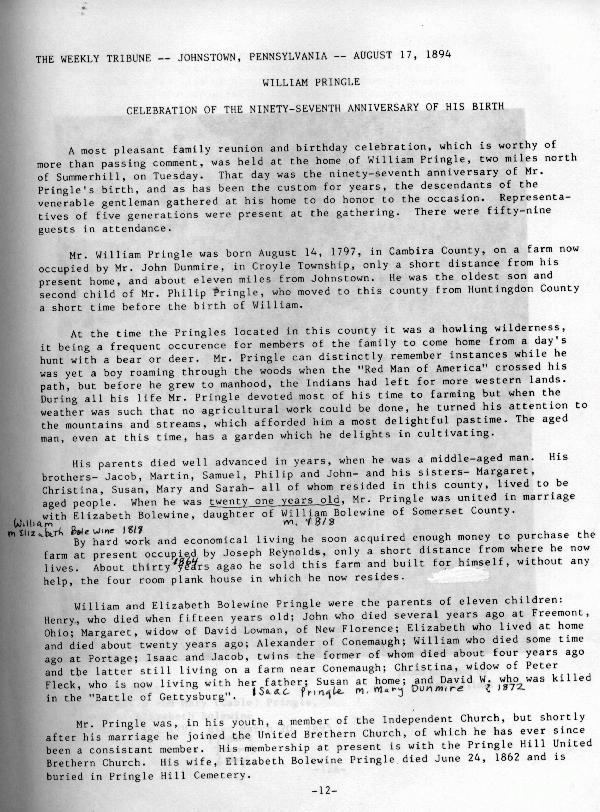 THE WEEKLY TRIBUNE -- JOHNSTOWN, PENNSYLVANIA -- AUGUST 17, 1894
WILLIAM PRINGLE
CELEBRATION OF THE NINETY-SEVENTH ANNIVERSARY OF HIS BIRTH
A most pleasant family reunion and birthday celebration, which is worthy of
more than passing comment, was held at the home of William Pringle, two miles north
of Summerhill, on Tuesday. That day was the ninety-seventh anniversary of Mr.
Pringle's birth, and as has been the custom for years, the descendants of the
venerable gentleman gathered at his home to do honor to the occasion. Representa-
tives of five generations were present at the gathering. There were fifty-nine
guests in attendance.
Mr. William Pringle was born August 14, 1797, in Cambira County, on a farm now
occupied by Mr. John Dunmire, in Croyle Township, only a short distance from his
present home, and about eleven miles from Johnstown. He was the oldest son and
second child of Mr. Philip Pringle, who moved to this county from Huntingdon County
a short time before the birth of William.
At the time the Pringles located in this county it was a howling wilderness,
it being a frequent occurence for members of the family to come home from a day's
hunt with a bear or deer. Mr. Pringle can distinctly remember instances while he
was yet a boy roaming through the woods when the "Red Man of America" crossed his
path, but before he grew to manhood, the Indians had left for more western lands.
During all his life Mr. Pringle devoted most of his time to farming but when the
weather was such that no agricultural work could be done, he turned his attention to
the mountains and streams, which afforded him a most delightful pastime. The aged
man, even at this time, has a garden which he delights in cultivating.
His parents died well advanced in years, when he was a middle-aged man. His
brothers- Jacob, Martin, Samuel, Philip and John- and his sisters- Margaret,
Christina, Susan, Mary and Sarah- all of whom resided in this county, lived to be
aged people. When he was twenty one years old, Mr. Pringle was united in marriage
with Elizabeth Bolewine, daughter of William Bolewine of Somerset County.
William m. 1818
m Elizabeth Bolewine 1818
By hard work and economical living he soon acquired enough money to purchase the
farm at present occupied by Joseph Reynolds, only a short distance from where he now
1864
lives. About thirty years agao he sold this farm and built for himself, without any
help, the four room plank house in which he now resides.
William and Elizabeth Bolewine Pringle were the parents of eleven children:
Henry, who died when fifteen years old; John who died several years ago at Freemont,
Ohio; Margaret, widow of David Lowman, of New Florence; Elizabeth who lived at home
and died about twenty years ago; Alexander of Conemaugh; William who died some time
ago at Portage; Isaac and Jacob, twins the former of whom died about four years ago
and the latter still living on a farm near Conemaugh; Christina, widow of Peter
Fleck, who is now living with her father; Susan at home; and David W. who was killed
in the "Battle of Gettysburg". Isaac Pringle m. Mary Dunmire 1872
Mr. Pringle was, in his youth, a member of the Independent Church, but shortly
after his marriage he joined the United Brethern Church, of which he has ever since
been a consistant member. His membership at present is with the Pringle Hill United
Brethern Church. His wife, Elizabeth Bolewine Pringle died June 24, 1862 and is
buried in Pringle Hill Cemetery.
-12-